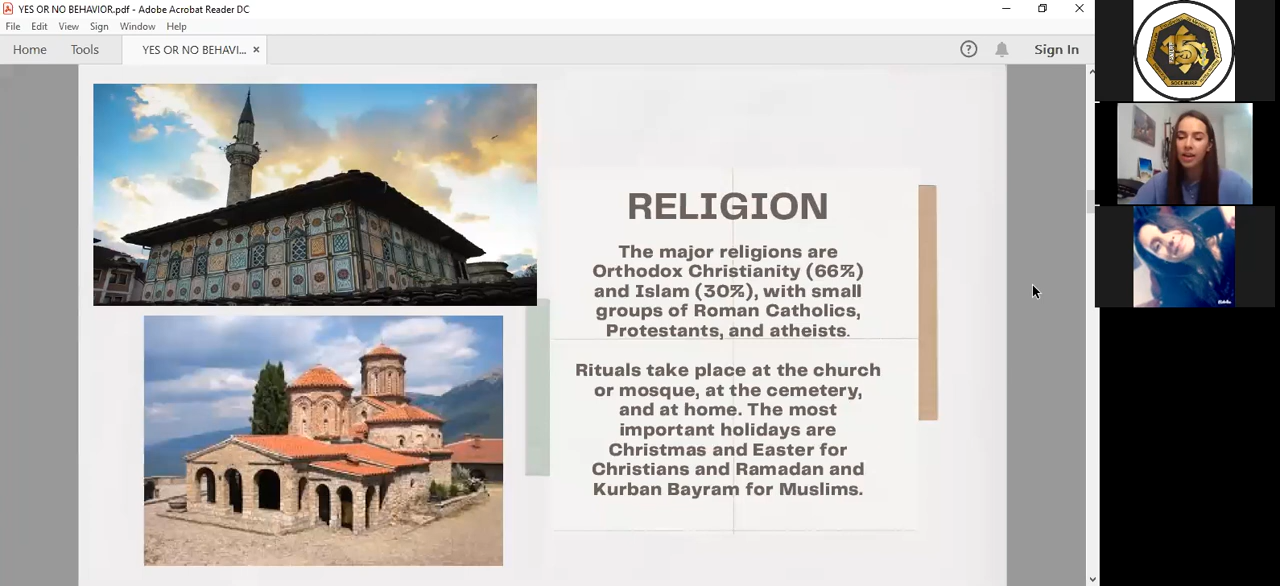 YES OR NO BEHAVIOR.pdf - Adobe Acrobat Reader DC
File Edit View Sign Window Help
Home Tools YES OR NO BEHAVI... × Sign In
RELIGION
The major religions are
Orthodox Christianity (66%)
and Islam (30%), with small
groups of Roman Catholics,
Protestants, and atheists.
Rituals take place at the church
or mosque, at the cemetery,
and at home. The most
important holidays are
Christmas and Easter for
Christians and Ramadan and
Kurban Bayram for Muslims.